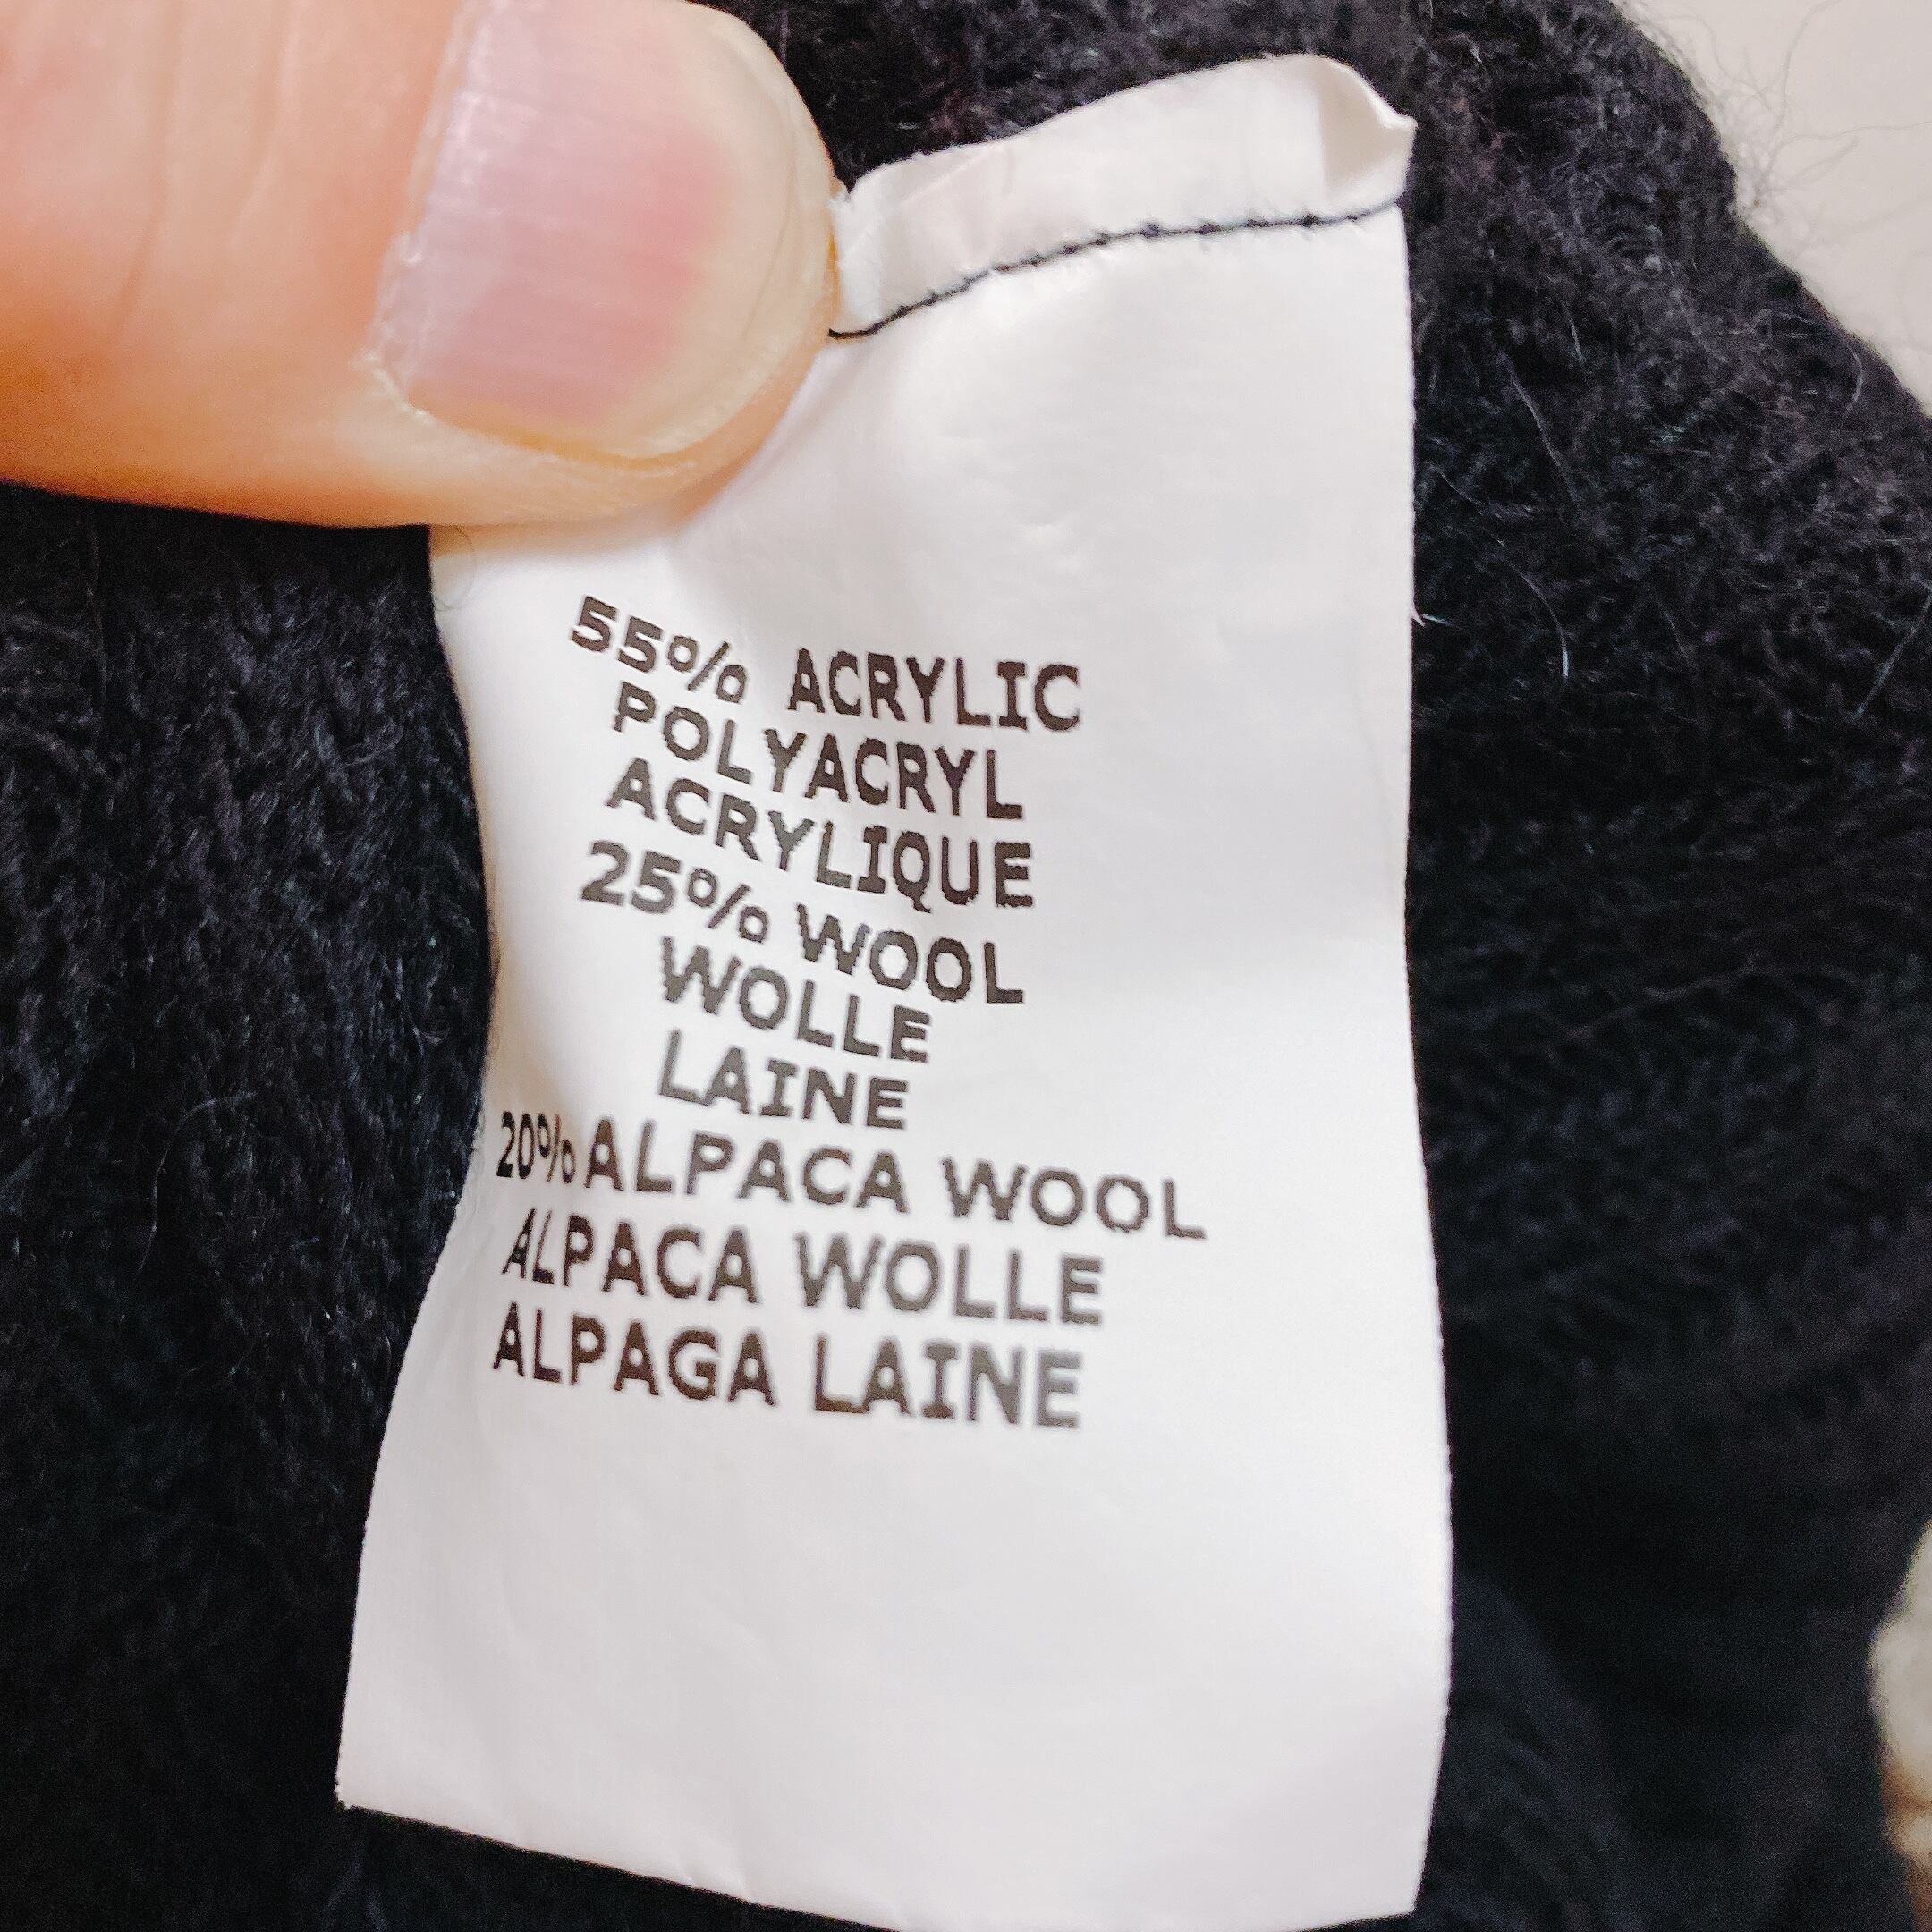 55% ACRYLIC
POLYACRYL
ACRYLIQUE
25% WOOL
WOLLE
LAINE
20% ALPACA WOOL
ALPACA WOLLE
ALPAGA LAINE